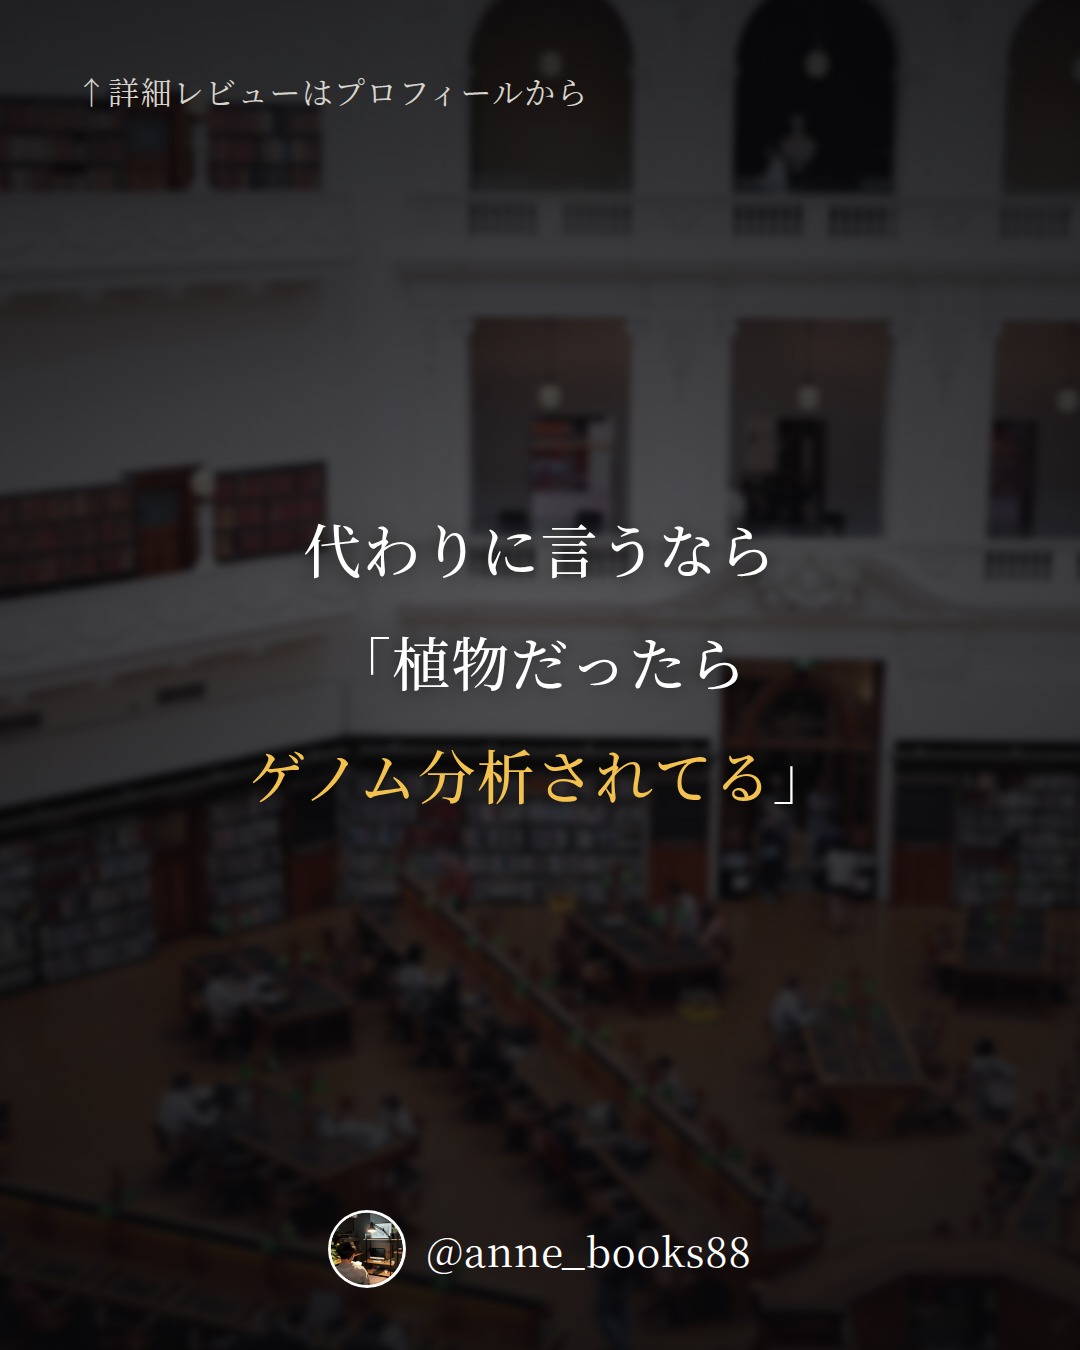 ↑詳細レビューはプロフィールから
代わりに言うなら
「植物だったら
ゲノム分析されてる」
@anne_books88